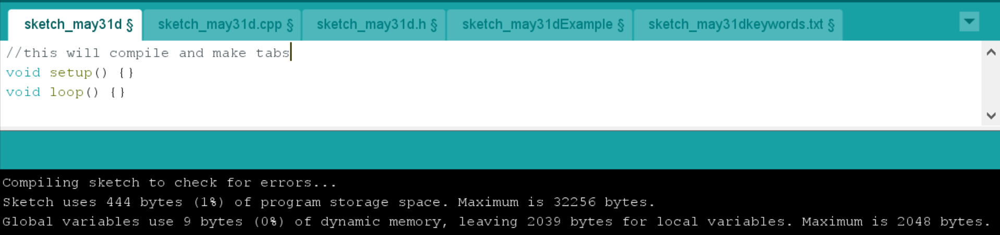 sketch_may31d § sketch_may31d.cpp § sketch_may31d.h § sketch_may31dExample § sketch_may31dkeywords.txt §
//this will compile and make tabs
void setup() {}
void loop() {}
Compiling sketch to check for errors...
Sketch uses 444 bytes (1%) of program storage space. Maximum is 32256 bytes.
Global variables use 9 bytes (0%) of dynamic memory, leaving 2039 bytes for local variables. Maximum is 2048 bytes.